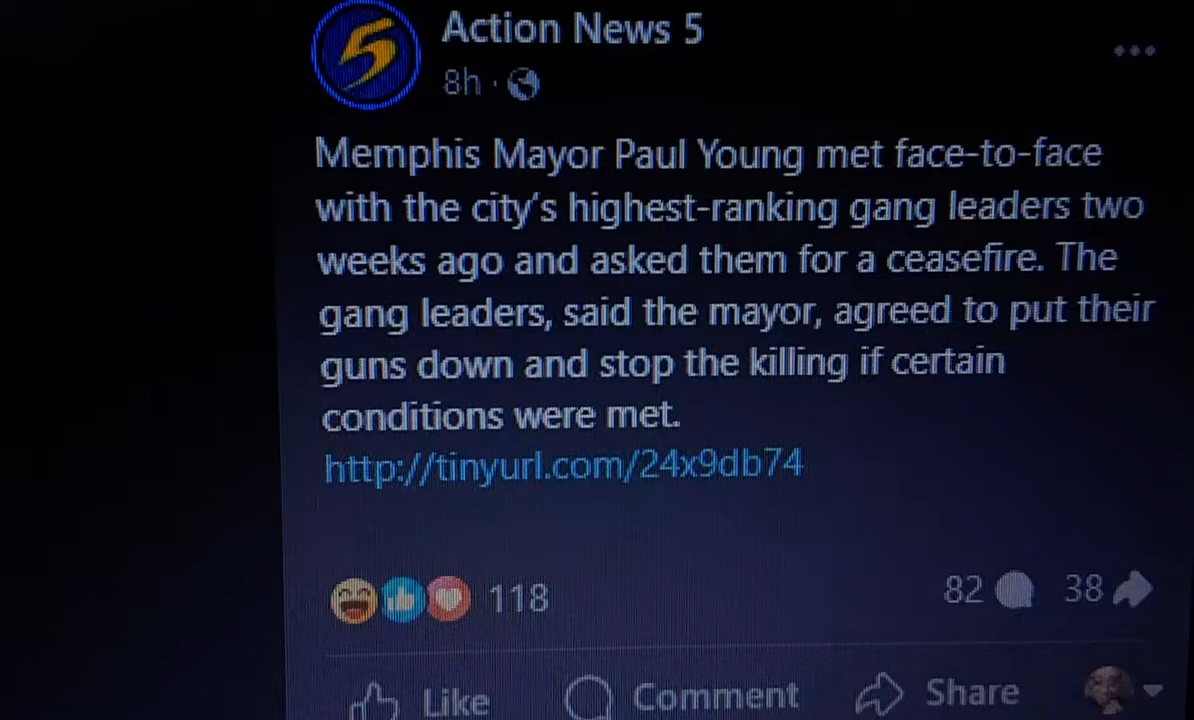 5
Action News 5
8h ·
Memphis Mayor Paul Young met face-to-face
with the city's highest-ranking gang leaders two
weeks ago and asked them for a ceasefire. The
gang leaders, said the mayor, agreed to put their
guns down and stop the killing if certain
conditions were met.
http://tinyurl.com/24x9db74
118
82
38
Like
Comment
Share